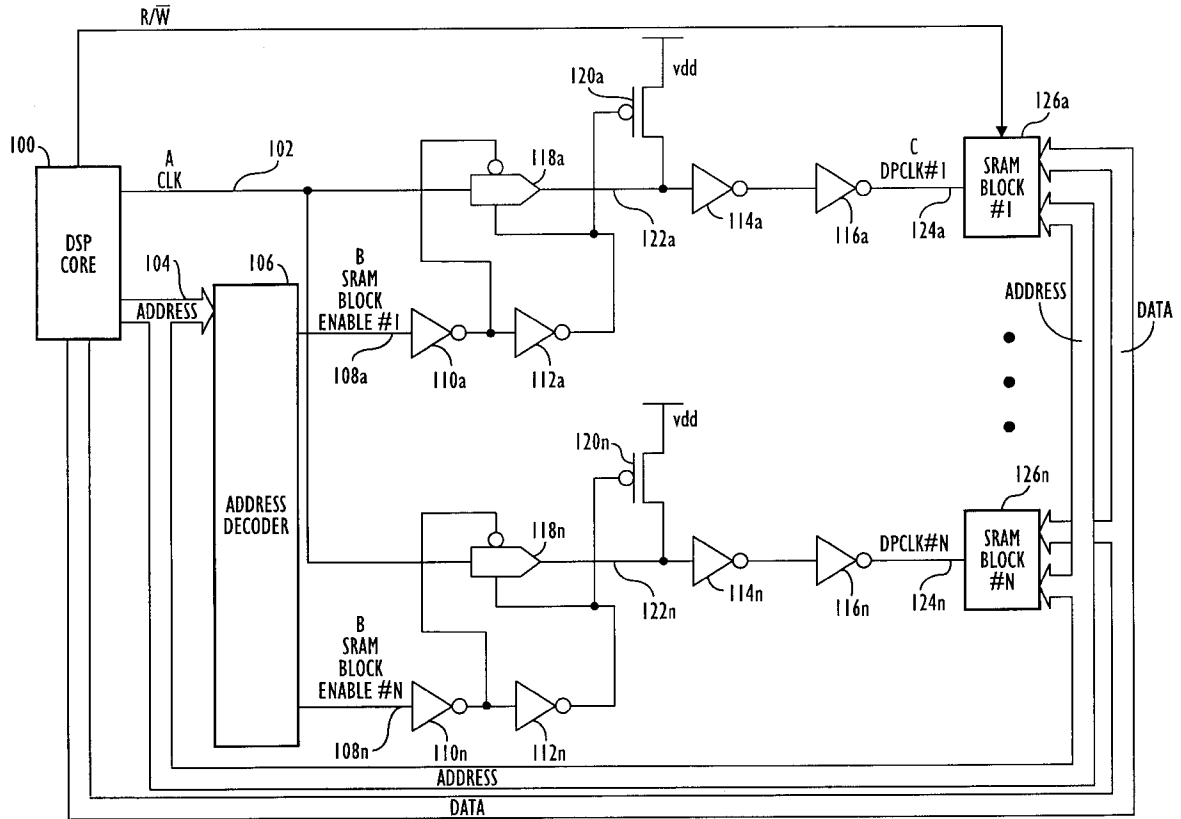 R/W̅
vdd
120a
126a
100
A
CLK
102
118a
C
DPCLK#1
SRAM
BLOCK
#1
DSP
CORE
114a
116a
122a
124a
104
ADDRESS
106
B
SRAM
BLOCK
ENABLE #1
108a
110a
112a
ADDRESS
DATA
vdd
120n
126n
ADDRESS
DECODER
118n
DPCLK#N
SRAM
BLOCK
#N
114n
116n
122n
124n
B
SRAM
BLOCK
ENABLE #N
108n
110n
112n
ADDRESS
DATA